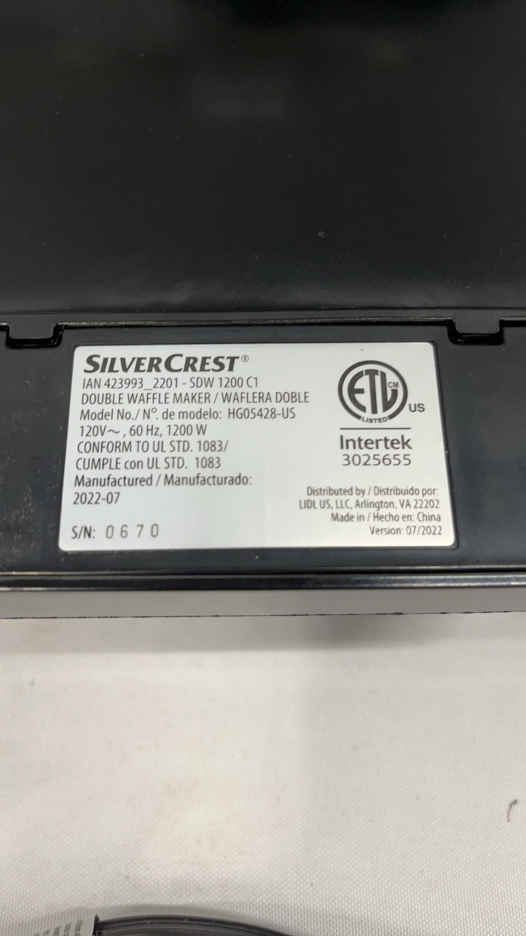 SILVERCREST®
IAN 423993_2201 - SDW 1200 C1
DOUBLE WAFFLE MAKER / WAFLERA DOBLE
Model No./ Nº. de modelo: HG05428-US
120V∼ , 60 Hz, 1200 W
CONFORM TO UL STD. 1083/
CUMPLE con UL STD. 1083
Manufactured / Manufacturado:
2022-07
S/N: 0670
ETL CM
LISTED
US
Intertek
3025655
Distributed by / Distribuido por:
LIDL US, LLC, Arlington, VA 22202
Made in / Hecho en: China
Version: 07/2022